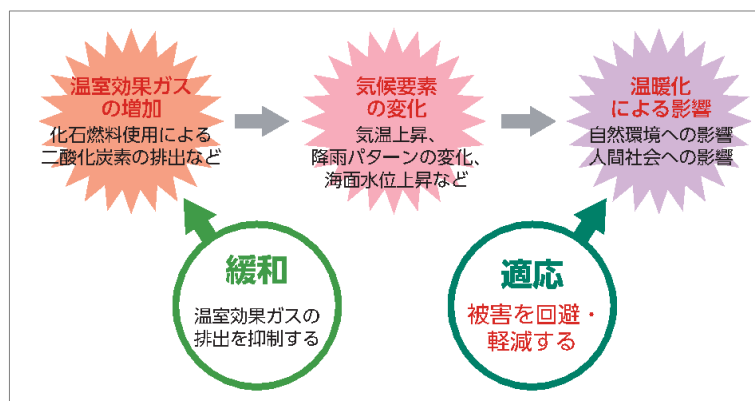 温室効果ガス
の増加
化石燃料使用による
二酸化炭素の排出など
気候要素
の変化
気温上昇、
降雨パターンの変化、
海面水位上昇など
温暖化
による影響
自然環境への影響
人間社会への影響
緩和
温室効果ガスの
排出を抑制する
適応
被害を回避・
軽減する